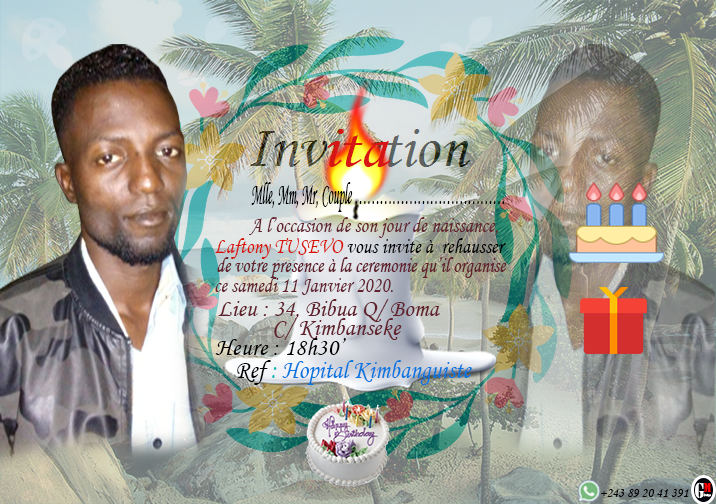 Invitation
Mlle, Mm, Mr, Couple....................................
A l'occasion de son jour de naissance
Laftony TUSEVO vous invite à rehausser
de votre presence à la ceremonie qu'il organise
ce samedi 11 Janvier 2020.
Lieu : 34, Bibua Q/ Boma
C/ Kimbanseke
Heure : 18h30'
Ref : Hopital Kimbanguiste
Happy
Birthday
+243 89 20 41 391